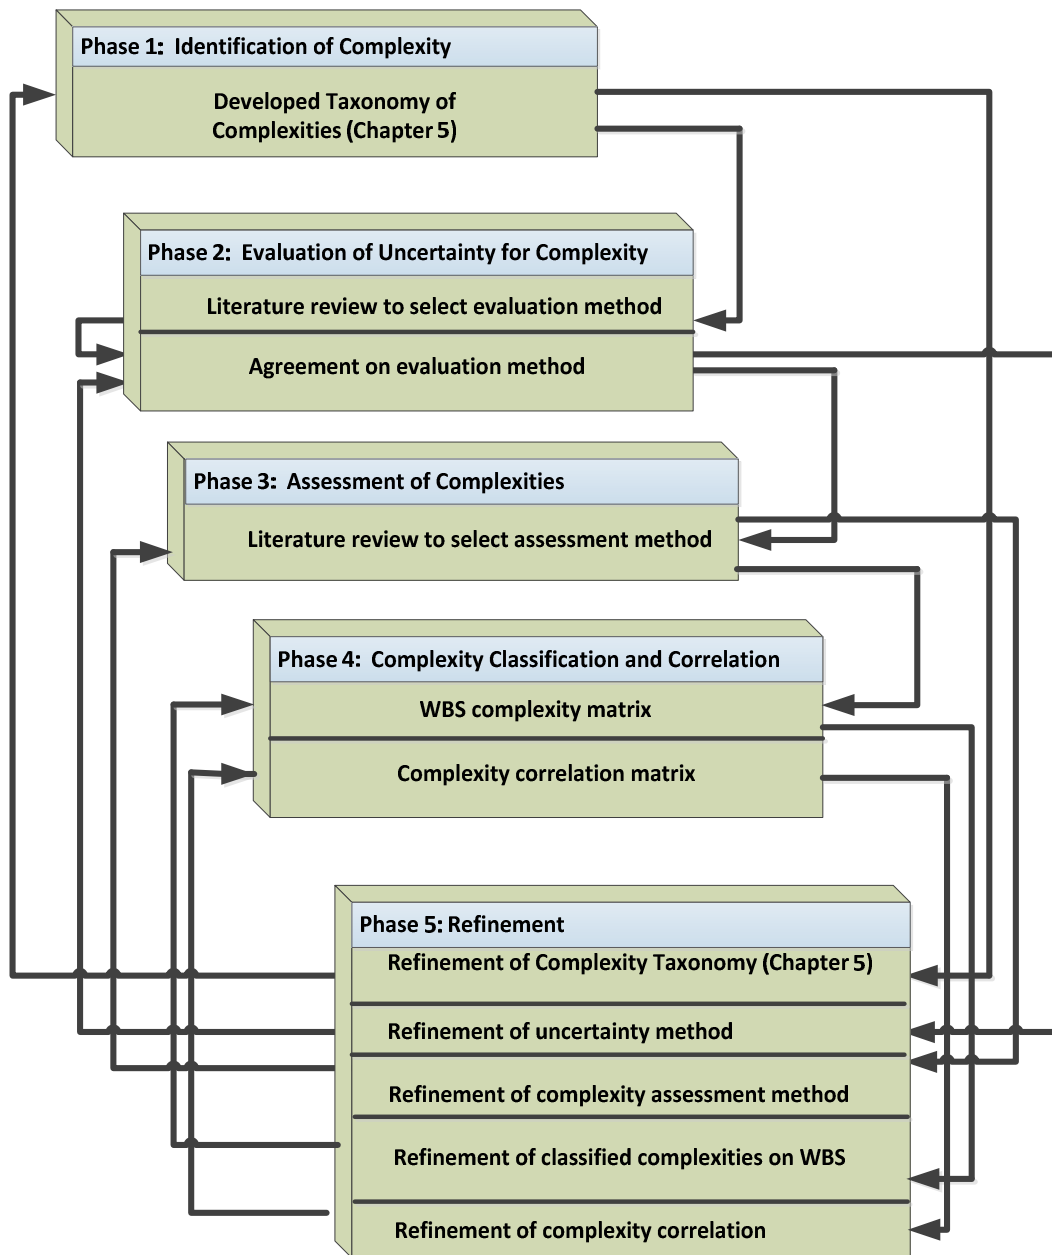 Phase 1:  Identification of Complexity
Developed Taxonomy of
Complexities (Chapter 5)
Phase 2:  Evaluation of Uncertainty for Complexity
Literature review to select evaluation method
Agreement on evaluation method
Phase 3:  Assessment of Complexities
Literature review to select assessment method
Phase 4:  Complexity Classification and Correlation
WBS complexity matrix
Complexity correlation matrix
Phase 5: Refinement
Refinement of Complexity Taxonomy (Chapter 5)
Refinement of uncertainty method
Refinement of complexity assessment method
Refinement of classified complexities on WBS
Refinement of complexity correlation